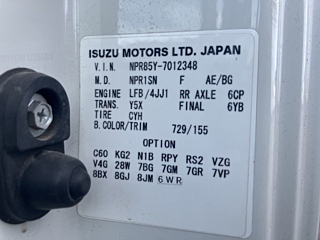 ISUZU MOTORS LTD. JAPAN
V.I.N. NPR85Y-7012348
M.D. NPR1SN F AE/BG
ENGINE LFB/4JJ1 RR AXLE 6CP
TRANS. Y5X FINAL 6YB
TIRE CYH
B.COLOR/TRIM 729/155
OPTION
C60 KG2 N1B RPY RS2 VZG
V4G 28W 7BG 7GM 7GR 7VP
8BX 8GJ 8JM 6WR